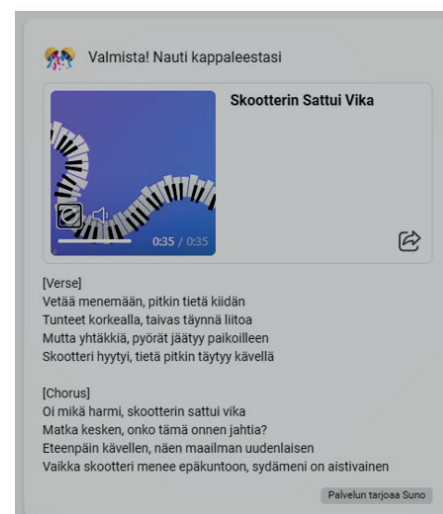 Valmista! Nauti kappaleestasi
Skootterin Sattui Vika
0:35 / 0:35
[Verse]
Vetää menemään, pitkin tietä kiidän
Tunteet korkealla, taivas täynnä liitoa
Mutta yhtäkkiä, pyörät jäätyy paikoilleen
Skootteri hyytyi, tietä pitkin täytyy kävellä
[Chorus]
Oi mikä harmi, skootterin sattui vika
Matka kesken, onko tämä onnen jahtia?
Eteenpäin kävellen, näen maailman uudenlaisen
Vaikka skootteri menee epäkuntoon, sydämeni on aistivainen
Palvelun tarjoaa Suno